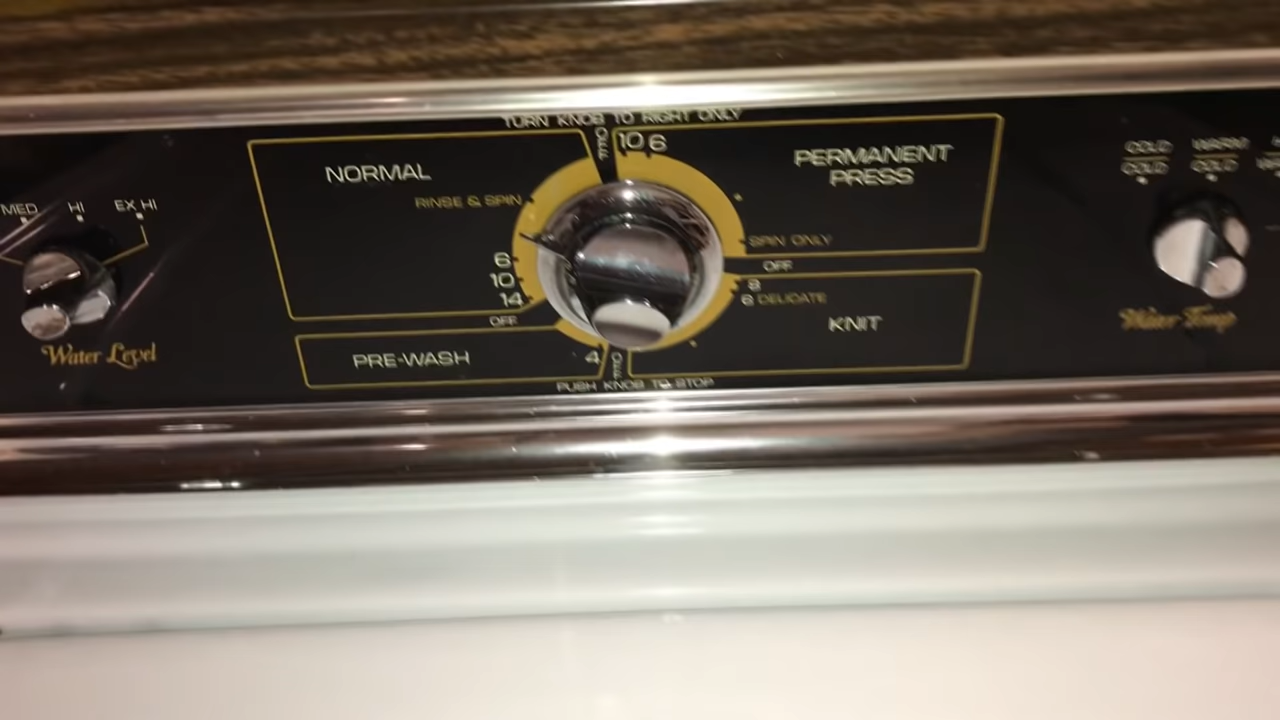 TURN KNOB TO RIGHT ONLY
OFF
10 6
NORMAL
PERMANENT
PRESS
RINSE & SPIN
SPIN ONLY
6
10
14
OFF
OFF
8
6 DELICATE
KNIT
PRE-WASH
4
OFF
PUSH KNOB TO STOP
MED HI EX HI
Water Level
COLD
COLD
WARM
COLD
Water Temp